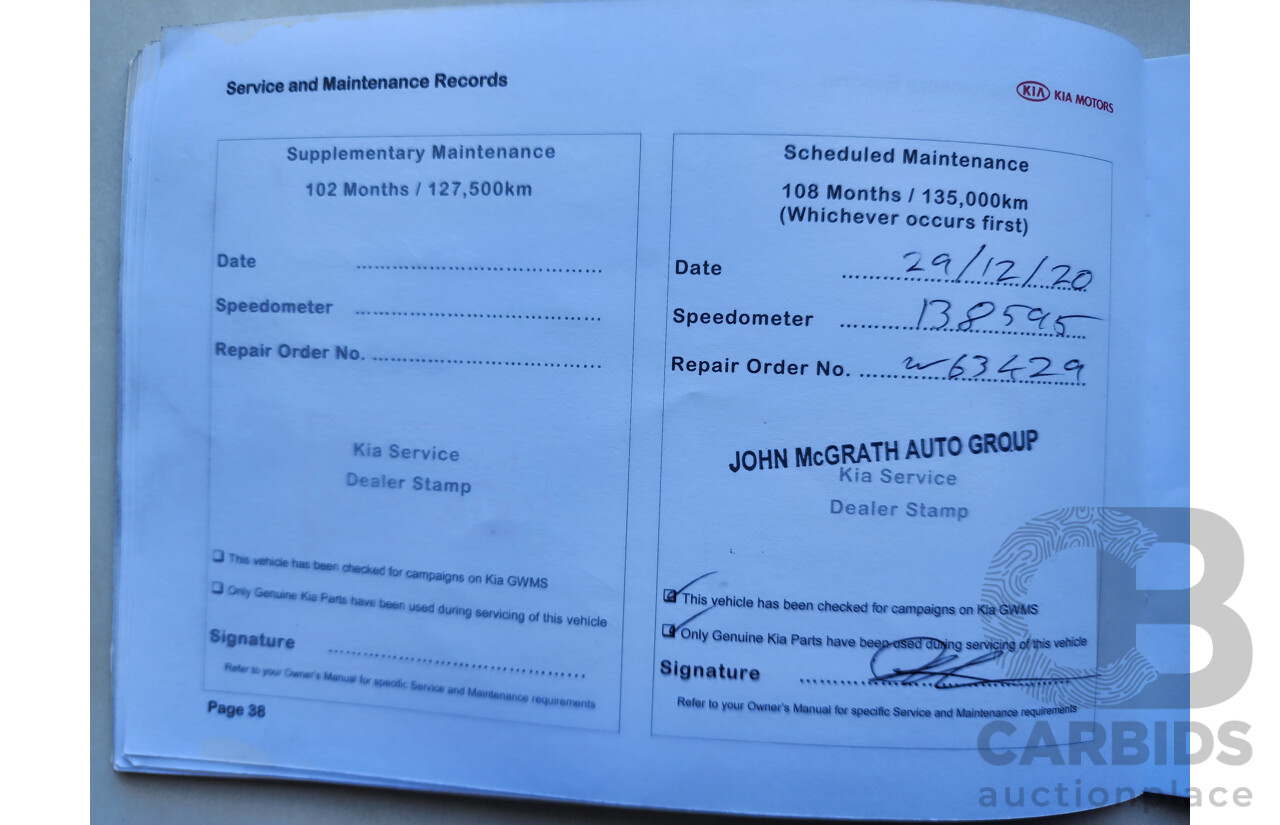 Service and Maintenance Records
KIA KIA MOTORS
Supplementary Maintenance
102 Months / 127,500km
Date
Speedometer
Repair Order No.
Kia Service
Dealer Stamp
This vehicle has been checked for campaigns on Kia GWMS
Only Genuine Kia Parts have been used during servicing of this vehicle
Signature
Refer to your Owner's Manual for specific Service and Maintenance requirements
Page 38
Scheduled Maintenance
108 Months / 135,000km
(Whichever occurs first)
Date 29/12/20
Speedometer 138595
Repair Order No. W63429
JOHN McGRATH AUTO GROUP
Kia Service
Dealer Stamp
This vehicle has been checked for campaigns on Kia GWMS
Only Genuine Kia Parts have been used during servicing of this vehicle
Signature
Refer to your Owner's Manual for specific Service and Maintenance requirements
CB
CARBIDS
auctionplace